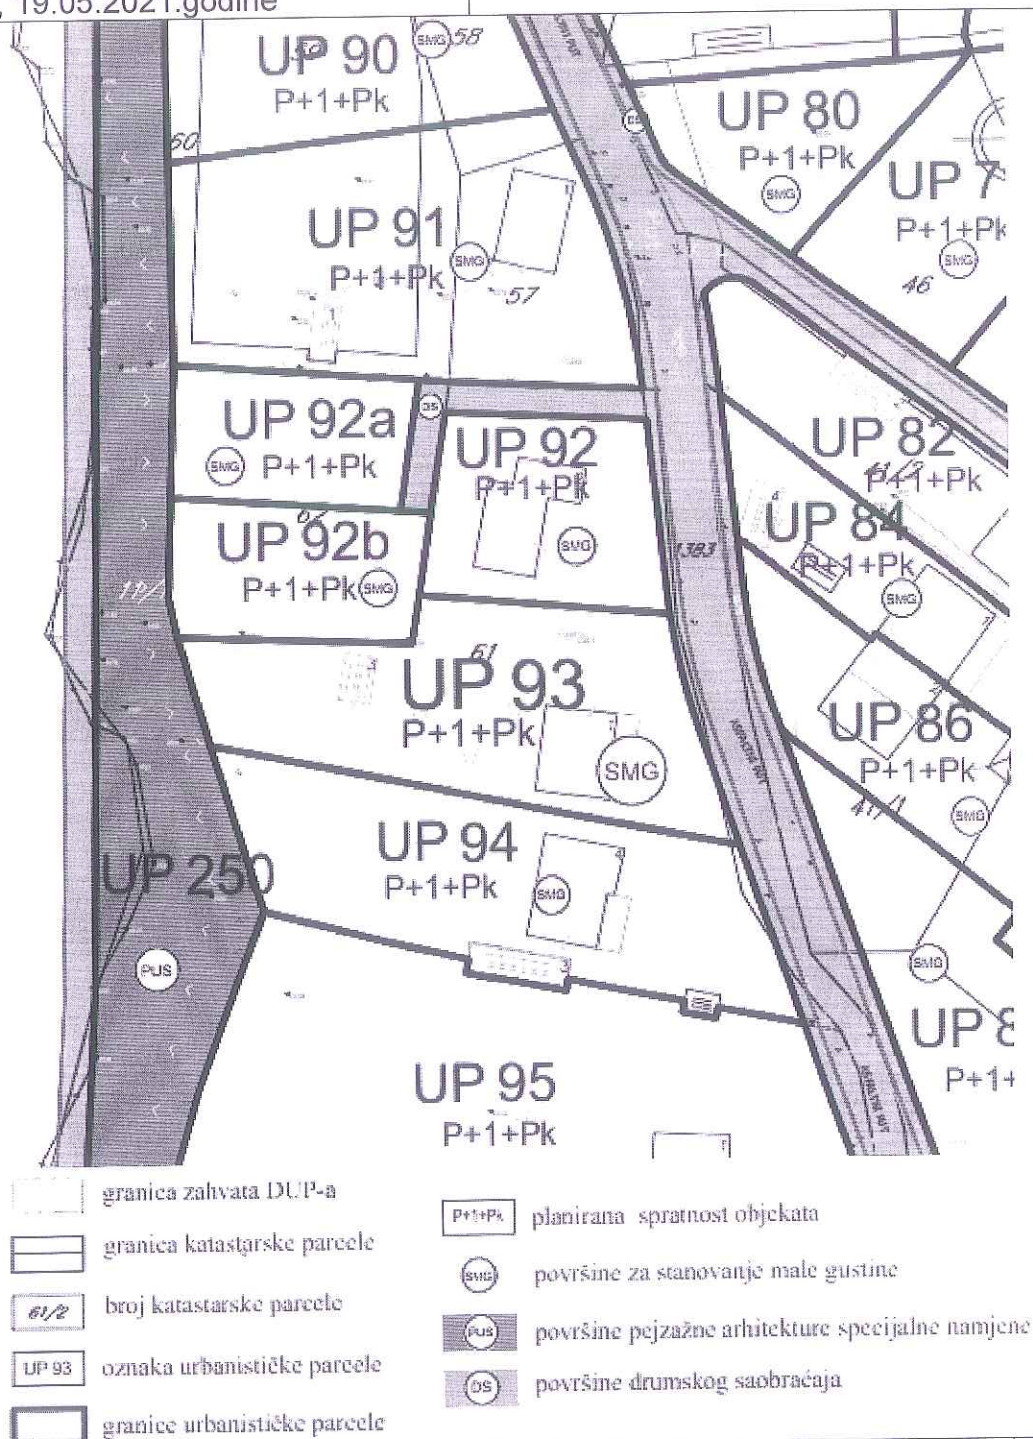 , 19.05.2021.godine
UP 90
P+1+Pk
SMG
58
60
UP 80
P+1+Pk
SMG
DS
UP 7
P+1+Pk
SMG
46
UP 91
P+1+Pk
SMG
57
1
UP 92a
SMG P+1+Pk
DS
UP 92
P+1+Pk
SMG
UP 82
P+1+Pk
UP 84
P+1+Pk
SMG
UP 92b
P+1+Pk SMG
1383
61
UP 93
P+1+Pk
SMG
UP 86
P+1+Pk
SMG
UP 94
P+1+Pk
SMG
UP 250
PUS
3
SMG
UP 8
P+1+
UP 95
P+1+Pk
granica zahvata DUP-a
granica katastarske parcele
61/2 broj katastarske parcele
UP 93 oznaka urbanističke parcele
granice urbanističke parcele
P+1+Pk planirana spratnost objekata
SMG površine za stanovanje male gustine
PUS površine pejzažne arhitekture specijalne namjene
DS površine drumskog saobraćaja